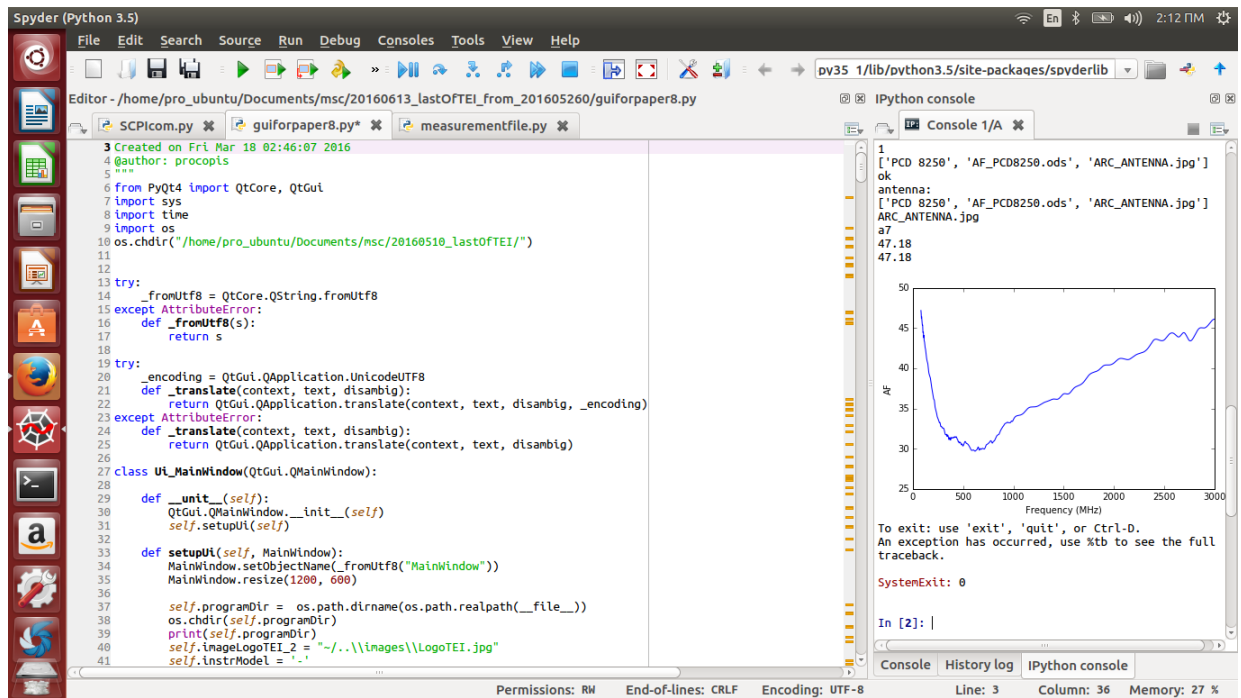 Spyder (Python 3.5)
En
2:12 ΠΜ
File Edit Search Source Run Debug Consoles Tools View Help
»
py35_1/lib/python3.5/site-packages/spyderlib
Editor - /home/pro_ubuntu/Documents/msc/20160613_lastOfTEI_from_201605260/guiforpaper8.py
SCPIcom.py
guiforpaper8.py*
measurementfile.py
3 Created on Fri Mar 18 02:46:07 2016
4 @author: procopis
5 """
6 from PyQt4 import QtCore, QtGui
7 import sys
8 import time
9 import os
10 os.chdir("/home/pro_ubuntu/Documents/msc/20160510_lastOfTEI/")
11
12
13 try:
14     _fromUtf8 = QtCore.QString.fromUtf8
15 except AttributeError:
16     def _fromUtf8(s):
17         return s
18
19 try:
20     _encoding = QtGui.QApplication.UnicodeUTF8
21     def _translate(context, text, disambig):
22         return QtGui.QApplication.translate(context, text, disambig, _encoding)
23 except AttributeError:
24     def _translate(context, text, disambig):
25         return QtGui.QApplication.translate(context, text, disambig)
26
27 class Ui_MainWindow(QtGui.QMainWindow):
28
29     def __unit__(self):
30         QtGui.QMainWindow.__init__(self)
31         self.setupUi(self)
32
33     def setupUi(self, MainWindow):
34         MainWindow.setObjectName(_fromUtf8("MainWindow"))
35         MainWindow.resize(1200, 600)
36
37         self.programDir =  os.path.dirname(os.path.realpath(__file__))
38         os.chdir(self.programDir)
39         print(self.programDir)
40         self.imageLogoTEI_2 = "~/..\\images\\LogoTEI.jpg"
41         self.instrModel = '-'
IPython console
IP:
Console 1/A
1
['PCD 8250', 'AF_PCD8250.ods', 'ARC_ANTENNA.jpg']
ok
antenna:
['PCD 8250', 'AF_PCD8250.ods', 'ARC_ANTENNA.jpg']
ARC_ANTENNA.jpg
a7
47.18
47.18
50
45
40
35
30
25
AF
0 500 1000 1500 2000 2500 3000
Frequency (MHz)
To exit: use 'exit', 'quit', or Ctrl-D.
An exception has occurred, use %tb to see the full
traceback.
SystemExit: 0
In [2]:
Console
History log
IPython console
Permissions: RW End-of-lines: CRLF Encoding: UTF-8 Line: 3 Column: 36 Memory: 27 %
A
>_
a